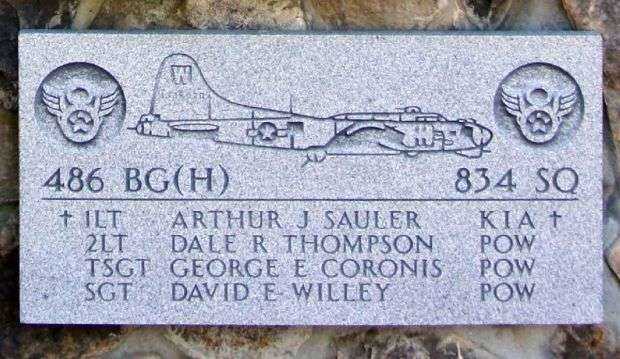 W
486 BG(H) 834 SQ
† 1LT ARTHUR J SAULER KIA †
2LT DALE R THOMPSON POW
TSGT GEORGE E CORONIS POW
SGT DAVID E WILLEY POW